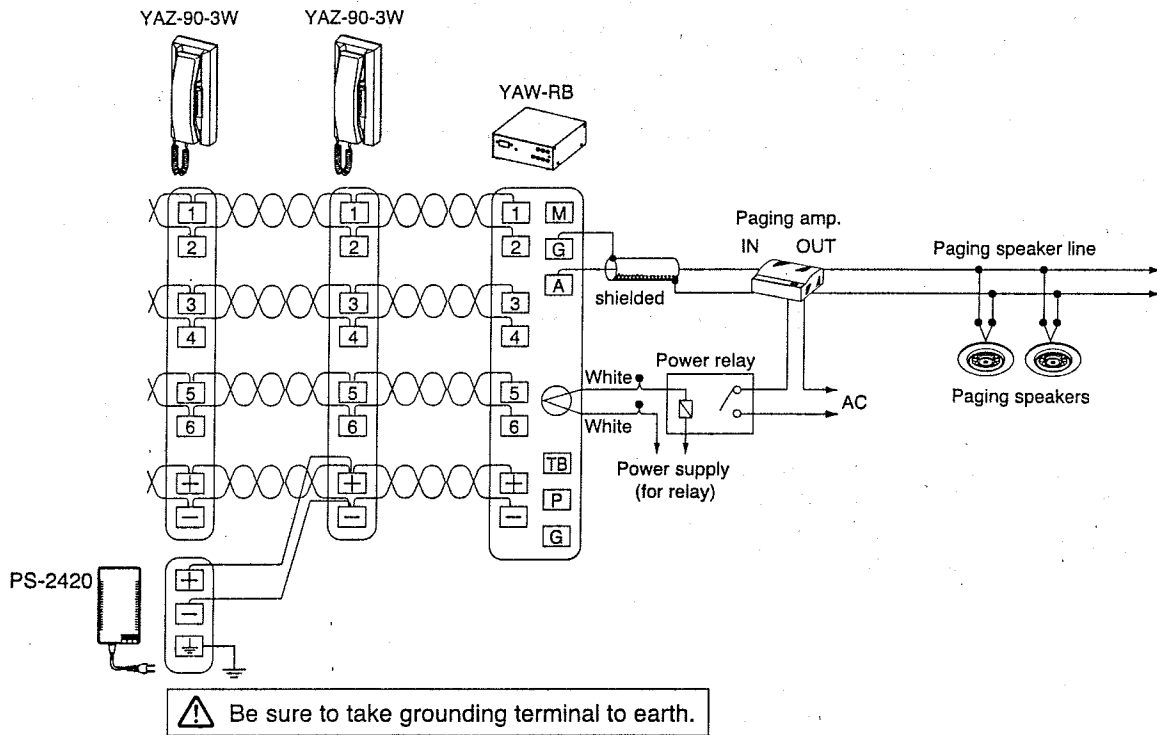 YAZ-90-3W YAZ-90-3W
YAW-RB
1 1 1 M
2 2 2 G
A
3 3 3
4 4 4
5 5 5
6 6 6
+ + + TB
− − − P
G
Paging amp.
IN OUT
Paging speaker line
shielded
Power relay
White
White
AC
Paging speakers
Power supply
(for relay)
PS-2420
+
−
Be sure to take grounding terminal to earth.